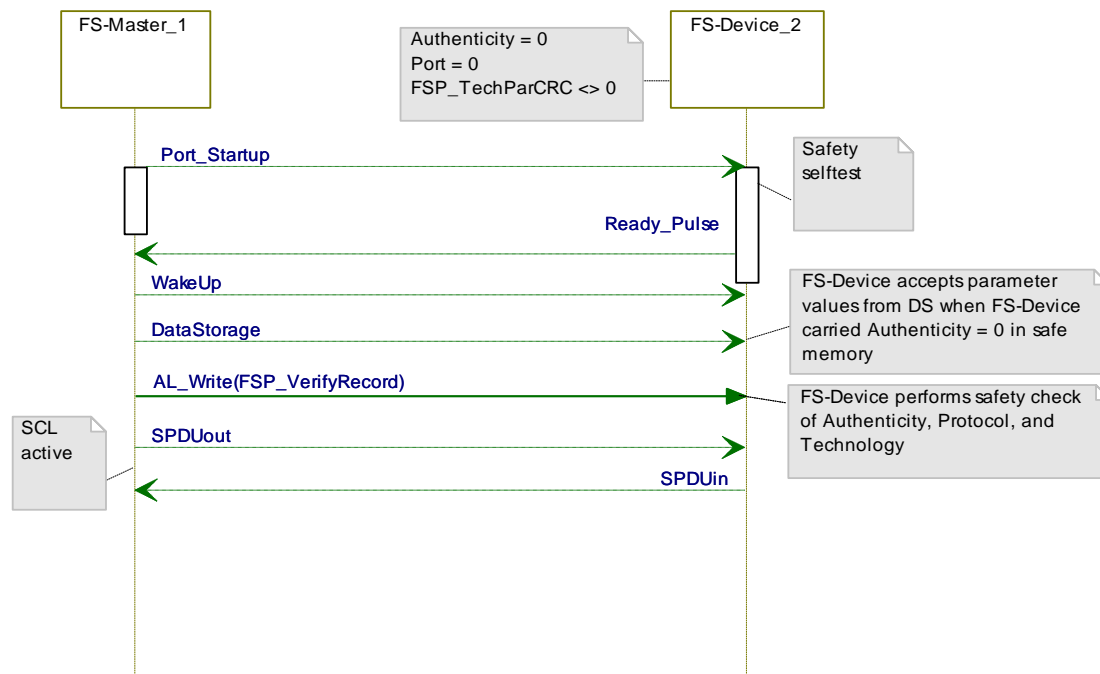 FS-Master_1
FS-Device_2
Authenticity = 0
Port = 0
FSP_TechParCRC <> 0
Port_Startup
Safety
selftest
Ready_Pulse
WakeUp
FS-Device accepts parameter
values from DS when FS-Device
carried Authenticity = 0 in safe
memory
DataStorage
AL_Write(FSP_VerifyRecord)
FS-Device performs safety check
of Authenticity, Protocol, and
Technology
SCL
active
SPDUout
SPDUin